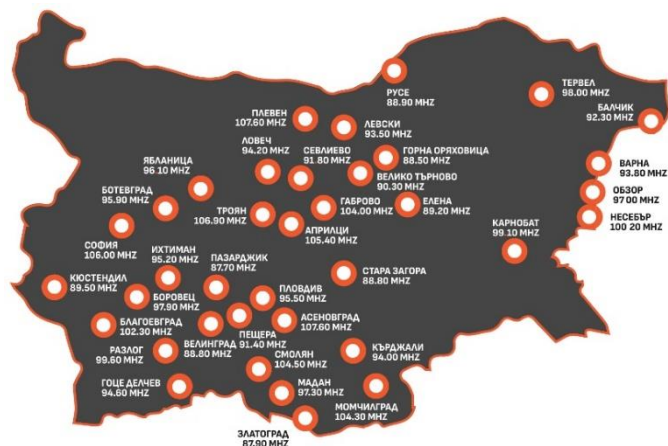 РУСЕ
88.90 MHZ
ТЕРВЕЛ
98.00 MHZ
БАЛЧИК
92.30 MHZ
ПЛЕВЕН
107.60 MHZ
ЛЕВСКИ
93.50 MHZ
ЛОВЕЧ
94.20 MHZ
СЕВЛИЕВО
91.80 MHZ
ГОРНА ОРЯХОВИЦА
88.50 MHZ
ВАРНА
93.80 MHZ
ЯБЛАНИЦА
96.10 MHZ
ВЕЛИКО ТЪРНОВО
90.30 MHZ
ОБЗОР
97 00 MHZ
БОТЕВГРАД
95.90 MHZ
ТРОЯН
106.90 MHZ
ГАБРОВО
104.00 MHZ
ЕЛЕНА
89.20 MHZ
НЕСЕБЪР
100 20 MHZ
АПРИЛЦИ
105.40 MHZ
КАРНОБАТ
99.10 MHZ
СОФИЯ
106.00 MHZ
ИХТИМАН
95.20 MHZ
ПАЗАРДЖИК
87.70 MHZ
СТАРА ЗАГОРА
88.80 MHZ
КЮСТЕНДИЛ
89.50 MHZ
БОРОВЕЦ
97.90 MHZ
ПЛОВДИВ
95.50 MHZ
БЛАГОЕВГРАД
102.30 MHZ
АСЕНОВГРАД
107.60 MHZ
ПЕЩЕРА
91.40 MHZ
ВЕЛИНГРАД
88.80 MHZ
РАЗЛОГ
99.60 MHZ
КЪРДЖАЛИ
94.00 MHZ
СМОЛЯН
104.50 MHZ
ГОЦЕ ДЕЛЧЕВ
94.60 MHZ
МАДАН
97.30 MHZ
МОМЧИЛГРАД
104.30 MHZ
ЗЛАТОГРАД
87.90 MHZ